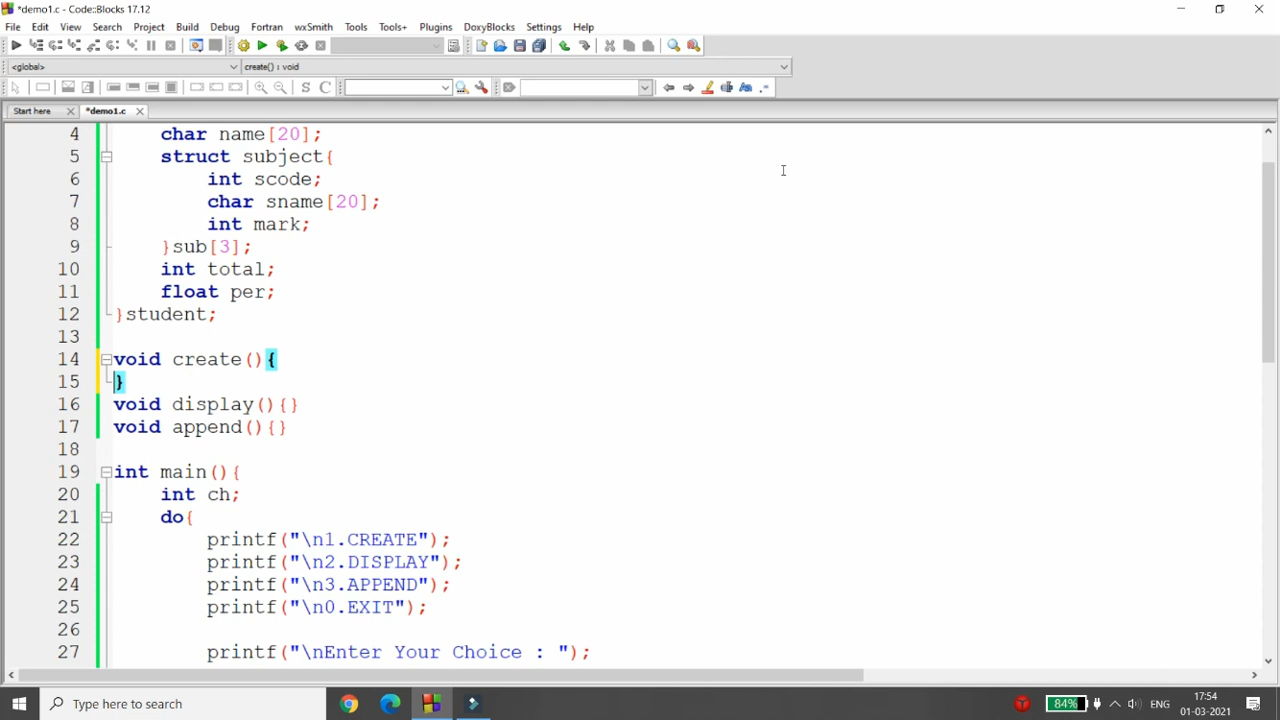 *demo1.c - Code::Blocks 17.12
File Edit View Search Project Build Debug Fortran wxSmith Tools Tools+ Plugins DoxyBlocks Settings Help
<global> create() : void
S C
Start here *demo1.c
4 char name[20];
5 struct subject{
6 int scode;
7 char sname[20];
8 int mark;
9 }sub[3];
10 int total;
11 float per;
12 }student;
13
14 void create(){
15 }
16 void display(){}
17 void append(){}
18
19 int main(){
20 int ch;
21 do{
22 printf("\n1.CREATE");
23 printf("\n2.DISPLAY");
24 printf("\n3.APPEND");
25 printf("\n0.EXIT");
26
27 printf("\nEnter Your Choice : ");
Type here to search
84%
ENG
17:54
01-03-2021